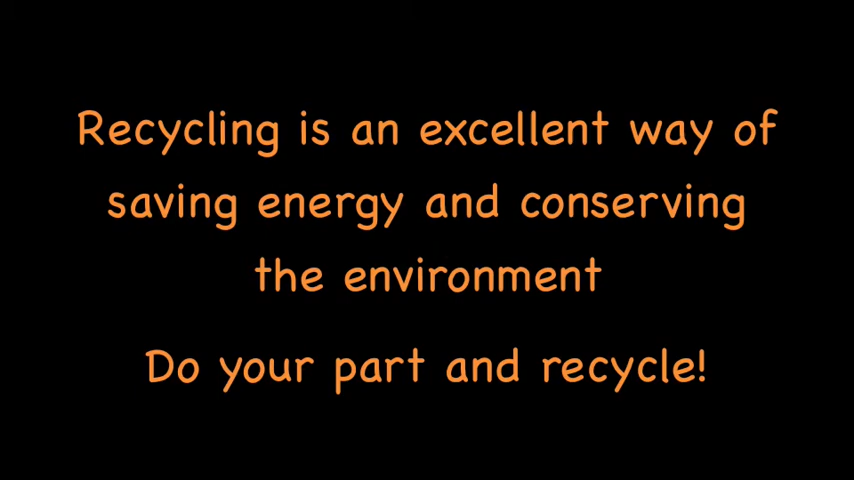 Recycling is an excellent way of
saving energy and conserving
the environment
Do your part and recycle!